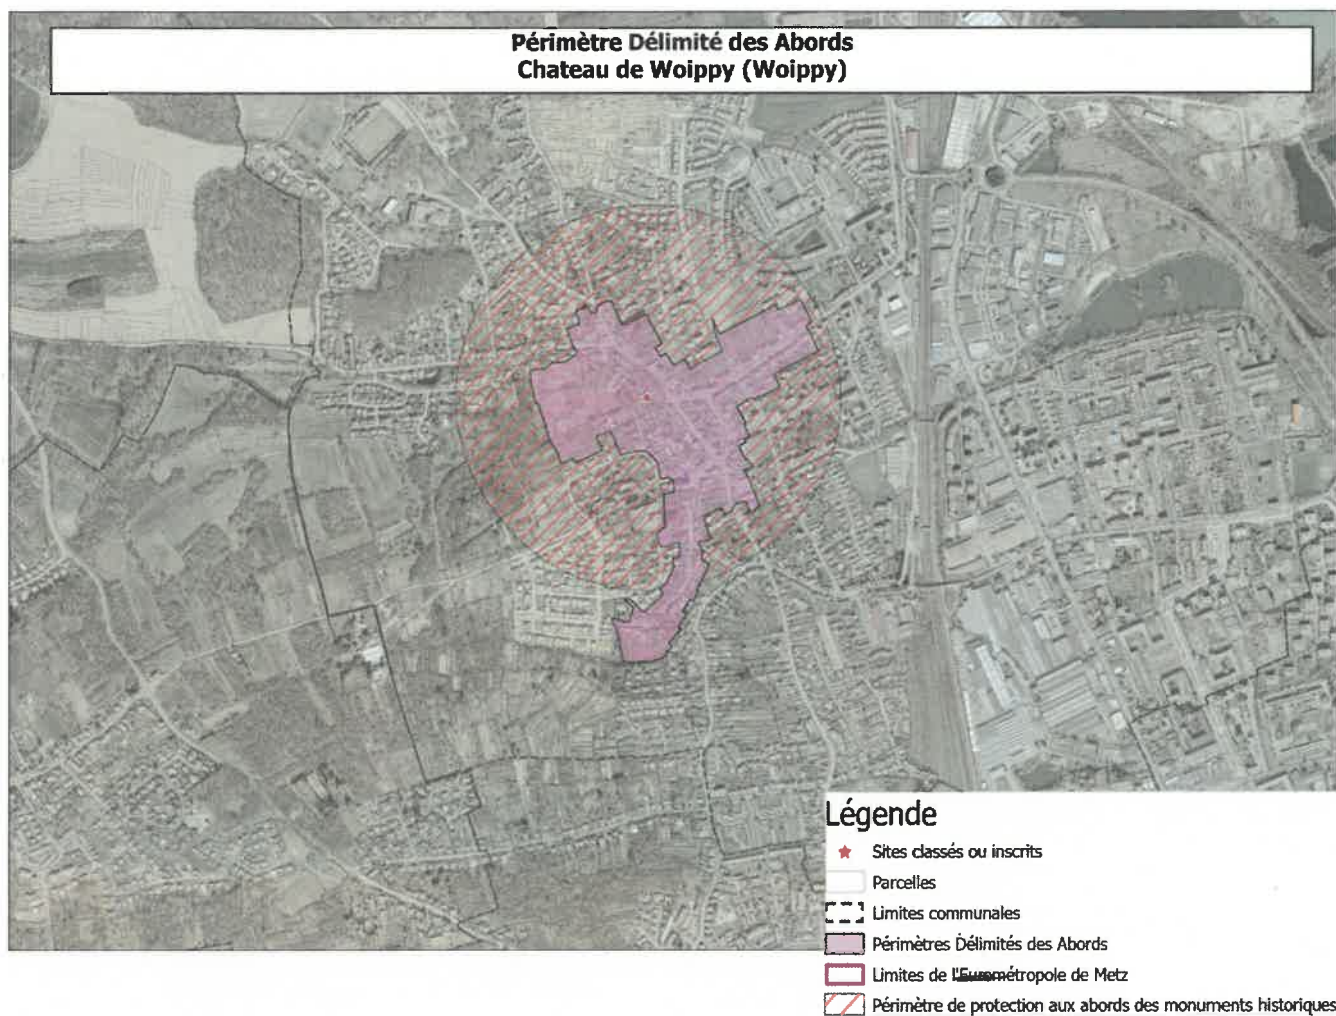 Périmètre Délimité des Abords
Chateau de Woippy (Woippy)
Légende
Sites classés ou inscrits
Parcelles
Limites communales
Périmètres Délimités des Abords
Limites de l'Eurométropole de Metz
Périmètre de protection aux abords des monuments historiques